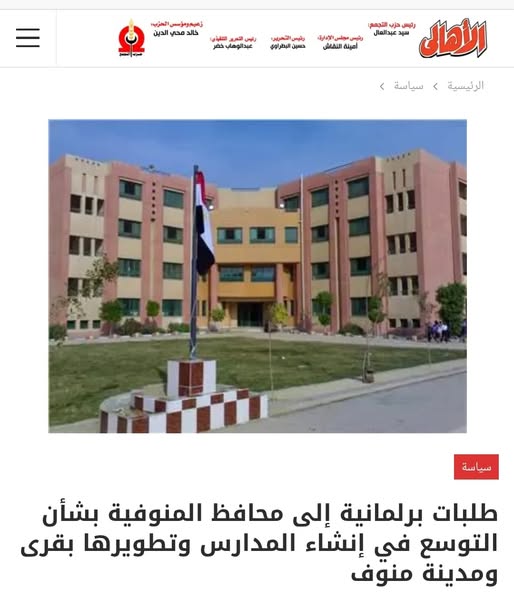 الأهالى
رئيس حزب التجمع:
سيد عبدالعال
رئيس مجلس الإدارة:
أمينة النقاش
رئيس التحرير:
حسين البطراوي
رئيس التحرير التنفيذي:
عبدالوهاب خضر
زعيم ومؤسس الحزب:
خالد محي الدين
الرئيسية > سياسة >
سياسة
طلبات برلمانية إلى محافظ المنوفية بشأن
التوسع في إنشاء المدارس وتطويرها بقرى
ومدينة منوف